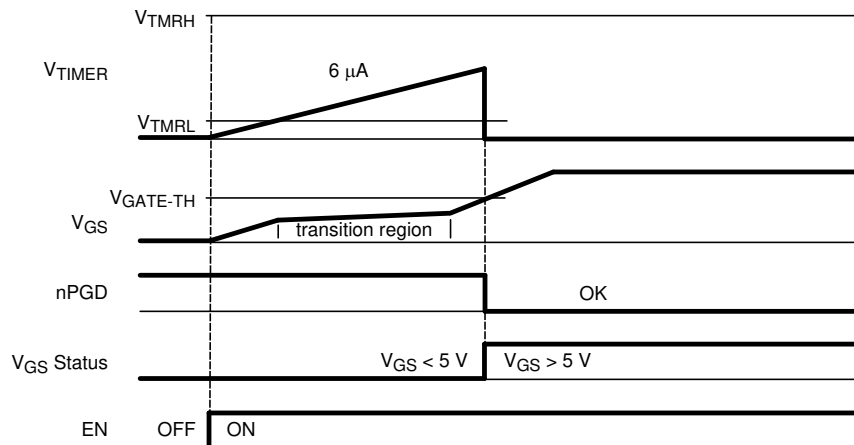 VTMRH
VTIMER
6 μA
VTMRL
VGATE-TH
VGS
transition region
nPGD
OK
VGS Status
VGS < 5 V
VGS > 5 V
EN
OFF
ON